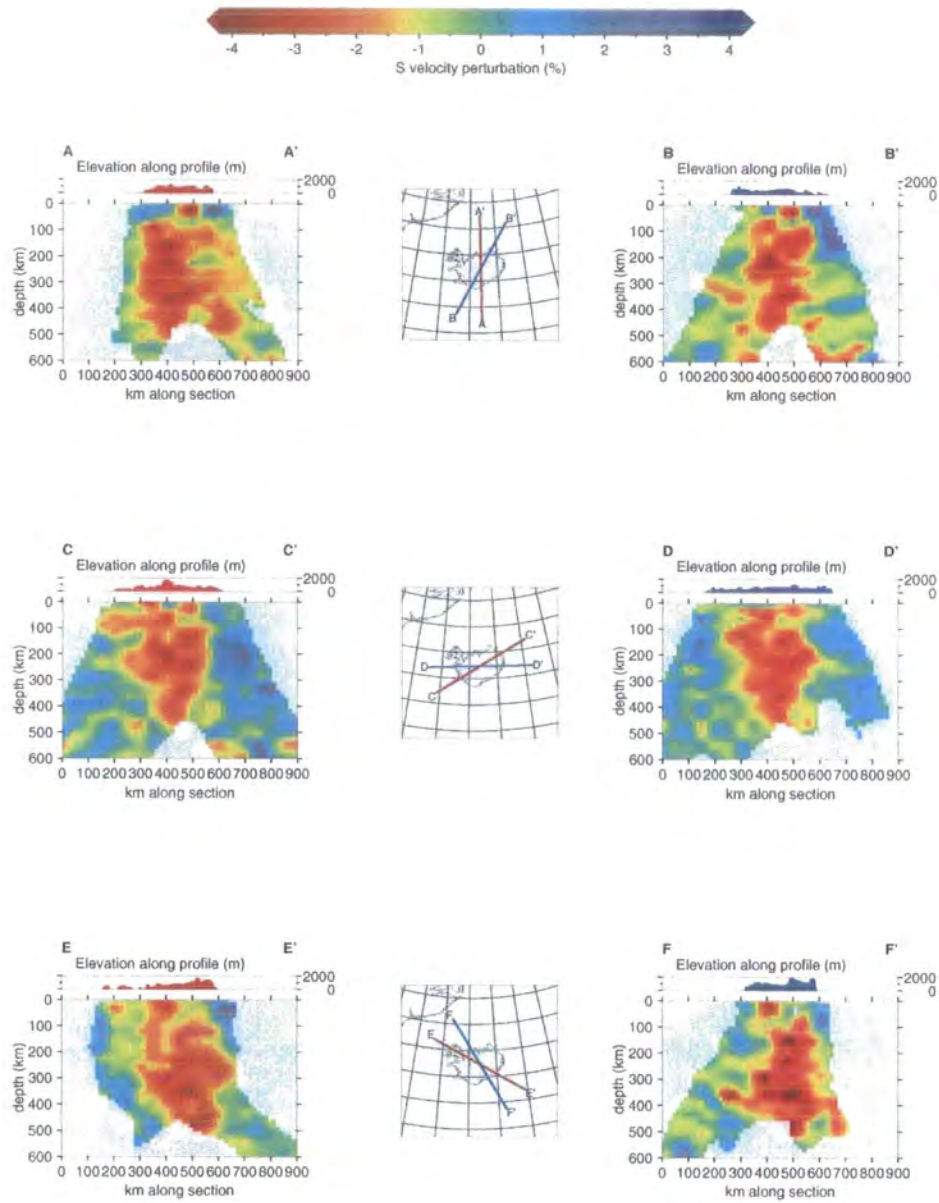 -4 -3 -2 -1 0 1 2 3 4
S velocity perturbation (%)
A A'
Elevation along profile (m)
2000
0
0
100
200
300
400
500
600
depth (km)
0 100 200 300 400 500 600 700 800 900
km along section
A'
B'
B
A
B B'
Elevation along profile (m)
2000
0
0
100
200
300
400
500
600
depth (km)
0 100 200 300 400 500 600 700 800 900
km along section
C C'
Elevation along profile (m)
2000
0
0
100
200
300
400
500
600
depth (km)
0 100 200 300 400 500 600 700 800 900
km along section
C'
D
D'
C
D D'
Elevation along profile (m)
2000
0
0
100
200
300
400
500
600
depth (km)
0 100 200 300 400 500 600 700 800 900
km along section
E E'
Elevation along profile (m)
2000
0
0
100
200
300
400
500
600
depth (km)
0 100 200 300 400 500 600 700 800 900
km along section
F
E
E'
F'
F F'
Elevation along profile (m)
2000
0
0
100
200
300
400
500
600
depth (km)
0 100 200 300 400 500 600 700 800 900
km along section